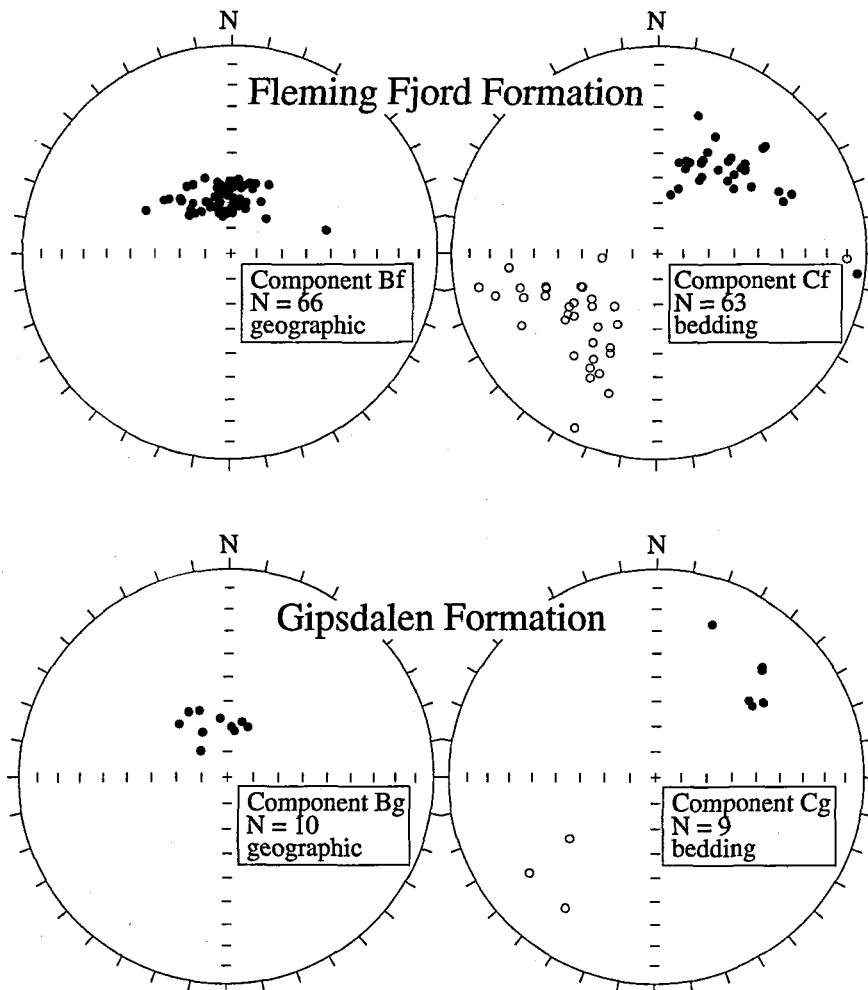 N
N
Fleming Fjord Formation
Component Bf
N = 66
geographic
Component Cf
N = 63
bedding
N
N
Gipsdalen Formation
Component Bg
N = 10
geographic
Component Cg
N = 9
bedding